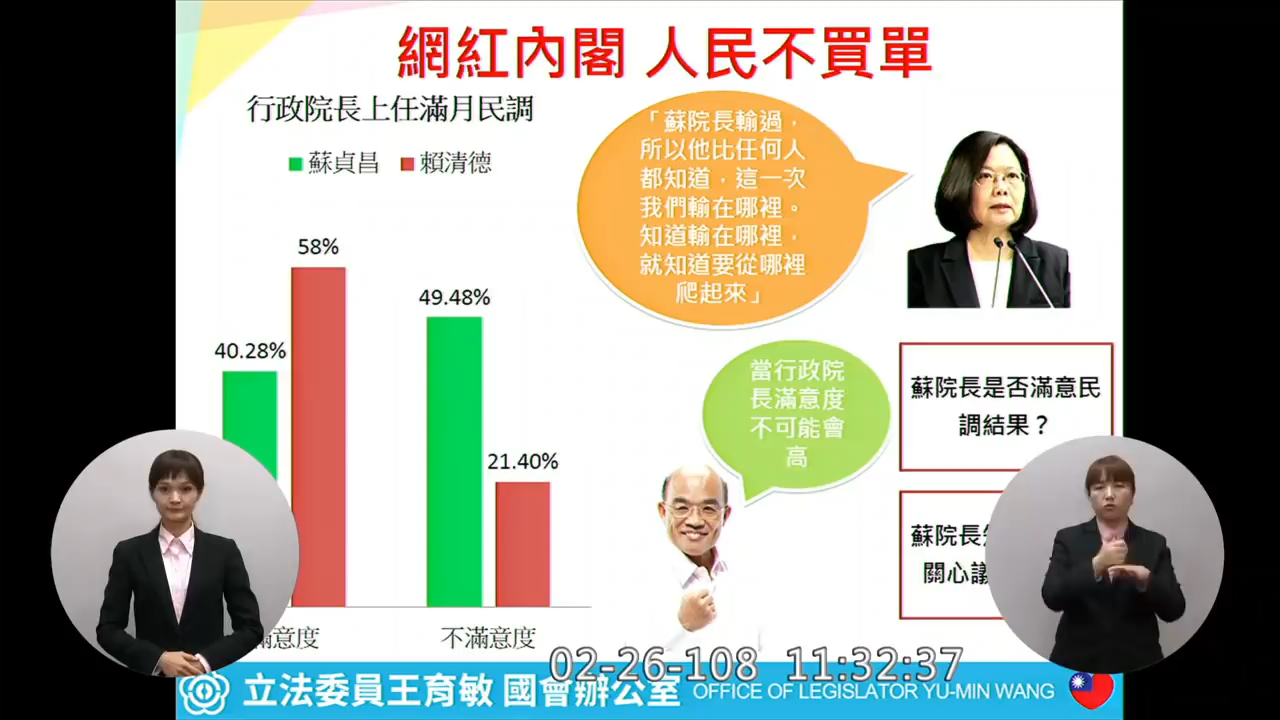 網紅內閣 人民不買單
行政院長上任滿月民調
蘇貞昌 賴清德
58%
49.48%
40.28%
21.40%
滿意度 不滿意度
「蘇院長輸過，
所以他比任何人
都知道，這一次
我們輸在哪裡。
知道輸在哪裡，
就知道要從哪裡
爬起來」
當行政院
長滿意度
不可能會
高
蘇院長是否滿意民
調結果？
蘇院長
關心議
02-26-108 11:32:37
立法委員王育敏 國會辦公室 OFFICE OF LEGISLATOR YU-MIN WANG